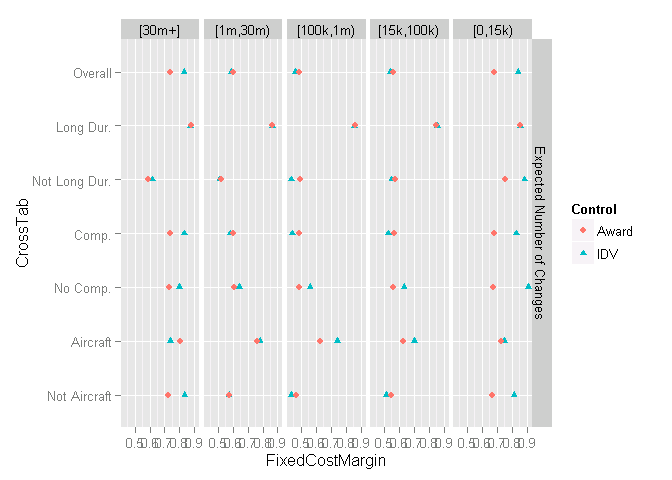 [30m+] [1m,30m) [100k,1m) [15k,100k) [0,15k)
Overall
Long Dur.
Not Long Dur.
Comp.
No Comp.
Aircraft
Not Aircraft
CrossTab
Expected Number of Changes
Control
Award
IDV
0.5 0.6 0.7 0.8 0.9 0.5 0.6 0.7 0.8 0.9 0.5 0.6 0.7 0.8 0.9 0.5 0.6 0.7 0.8 0.9 0.5 0.6 0.7 0.8 0.9
FixedCostMargin